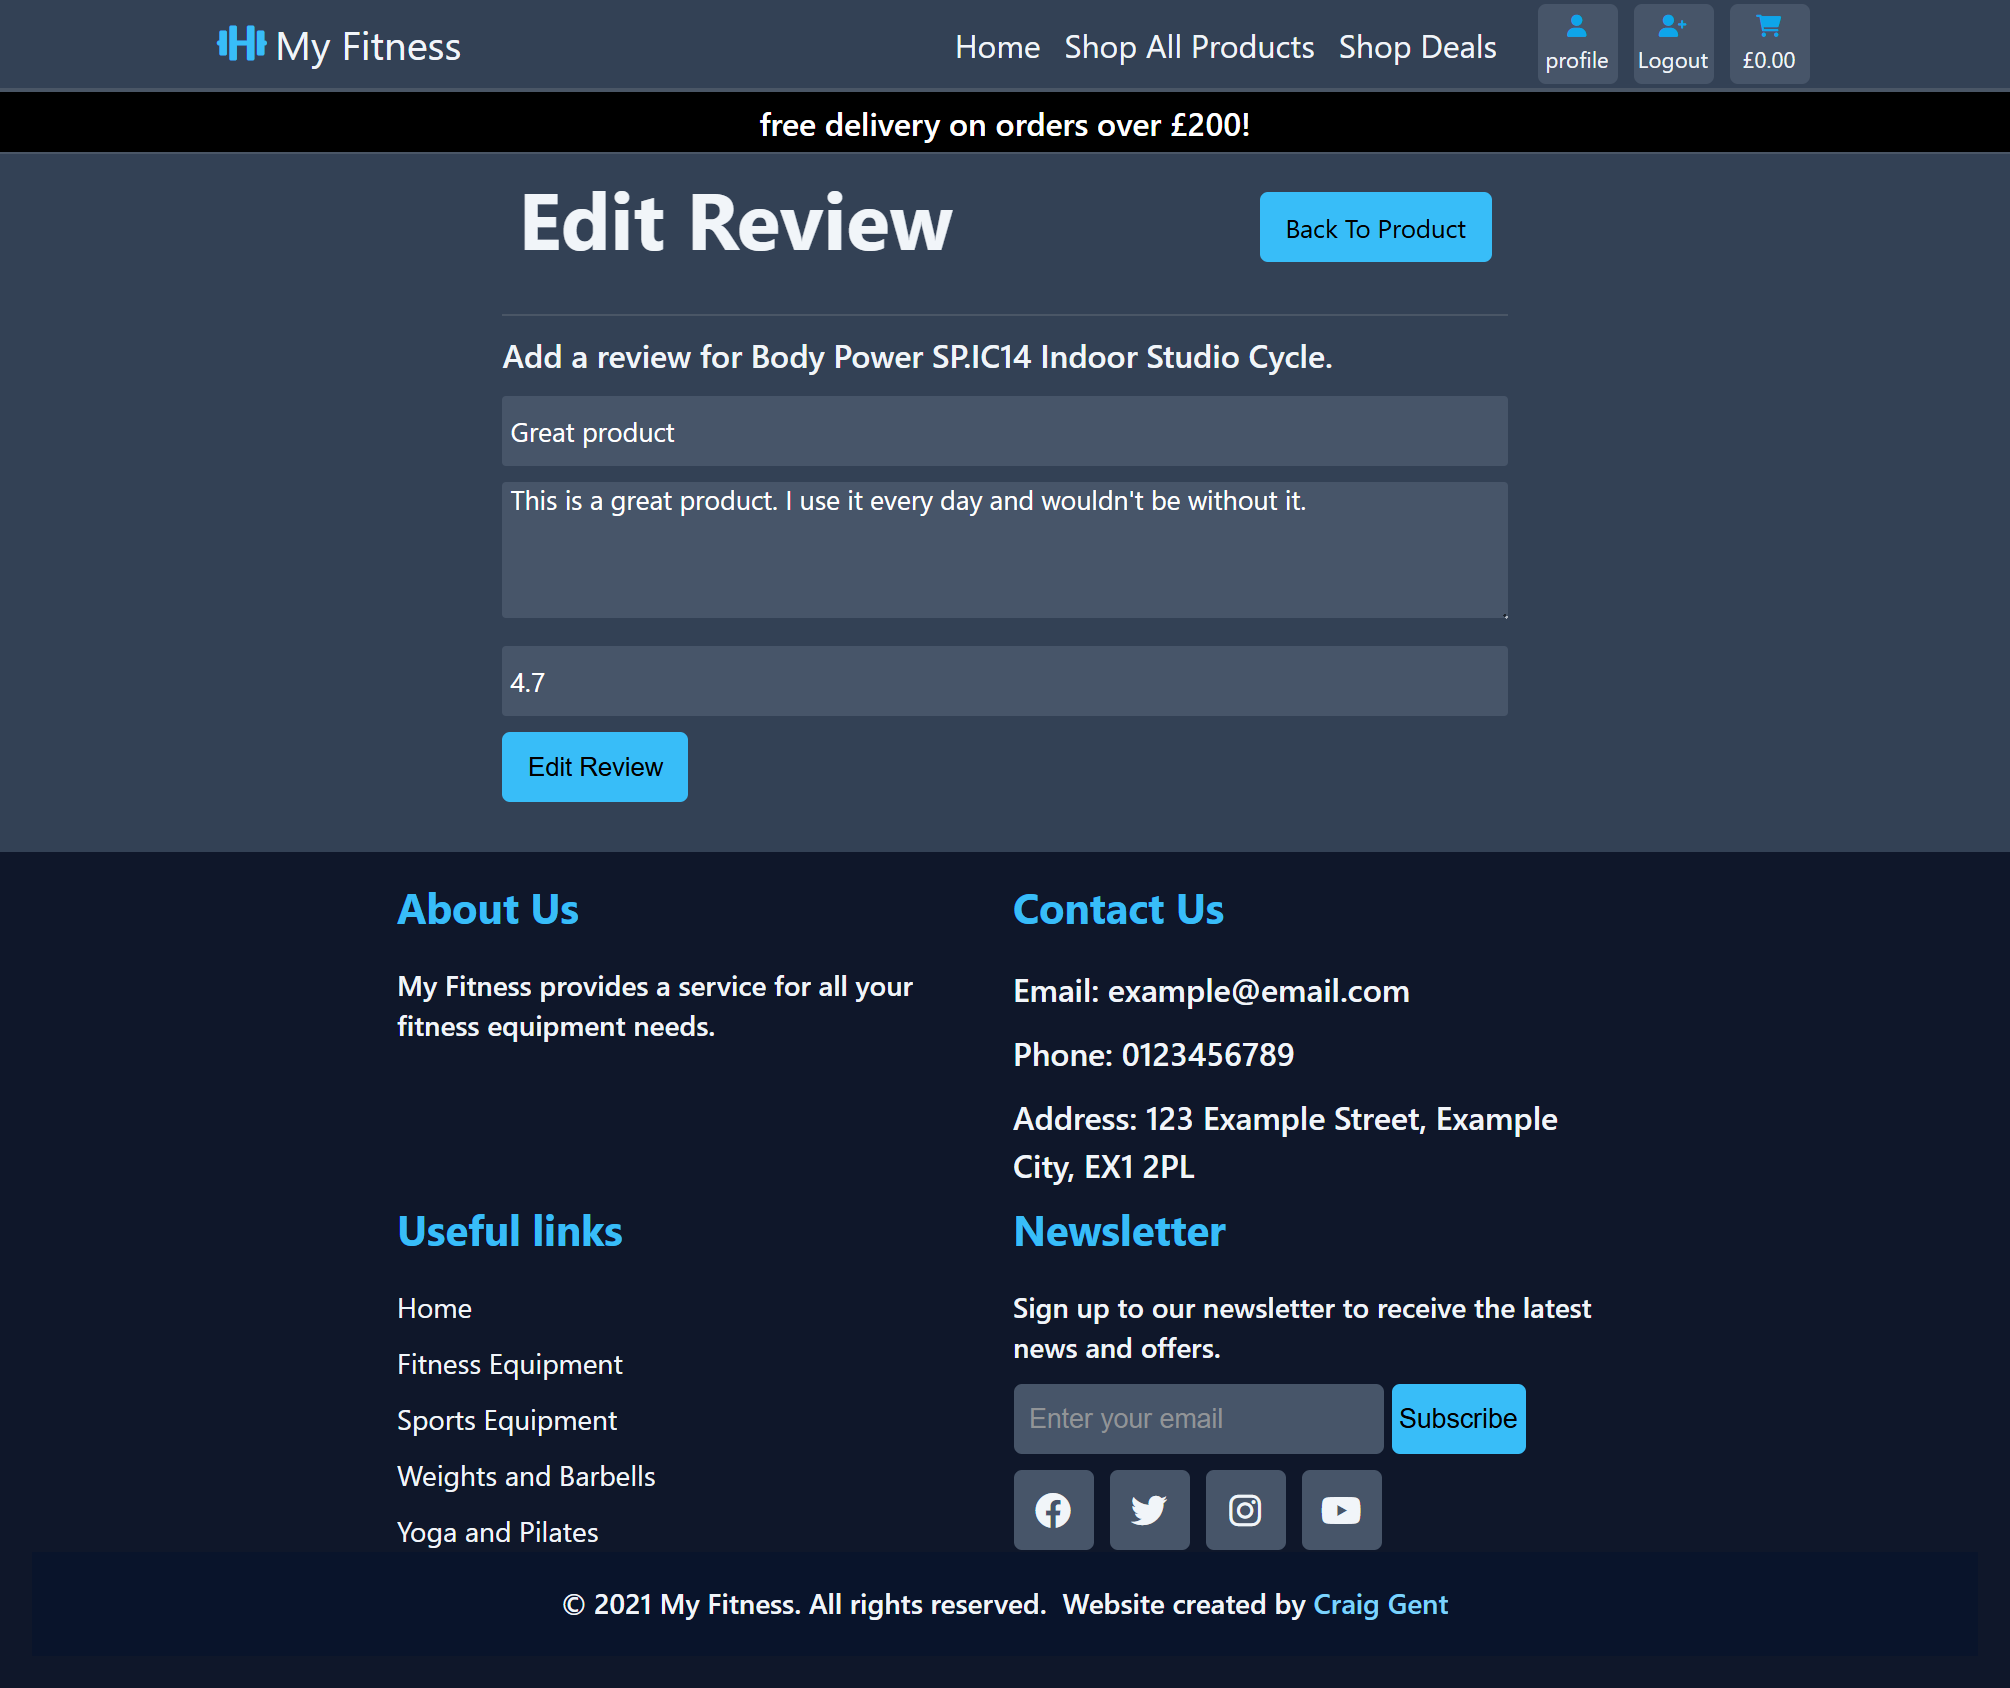 My Fitness
Home Shop All Products Shop Deals
profile
Logout
£0.00
free delivery on orders over £200!
Edit Review
Back To Product
Add a review for Body Power SP.IC14 Indoor Studio Cycle.
Great product
This is a great product. I use it every day and wouldn't be without it.
4.7
Edit Review
About Us
My Fitness provides a service for all your
fitness equipment needs.
Contact Us
Email: example@email.com
Phone: 0123456789
Address: 123 Example Street, Example
City, EX1 2PL
Useful links
Home
Fitness Equipment
Sports Equipment
Weights and Barbells
Yoga and Pilates
Newsletter
Sign up to our newsletter to receive the latest
news and offers.
Enter your email
Subscribe
© 2021 My Fitness. All rights reserved. Website created by Craig Gent